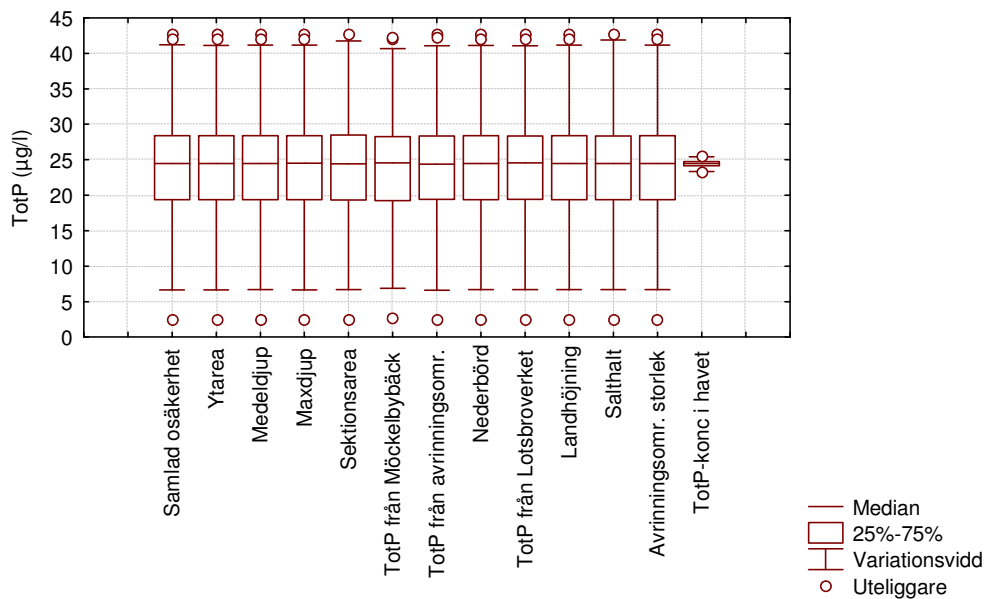 45
40
35
30
25
20
15
10
5
0
TotP (µg/l)
Samlad osäkerhet
Ytarea
Medeldjup
Maxdjup
Sektionsarea
TotP från Möckelbybäck
TotP från avrinningsomr.
Nederbörd
TotP från Lotsbroverket
Landhöjning
Salthalt
Avrinningsomr. storlek
TotP-konc i havet
Median
25%-75%
Variationsvidd
Uteliggare